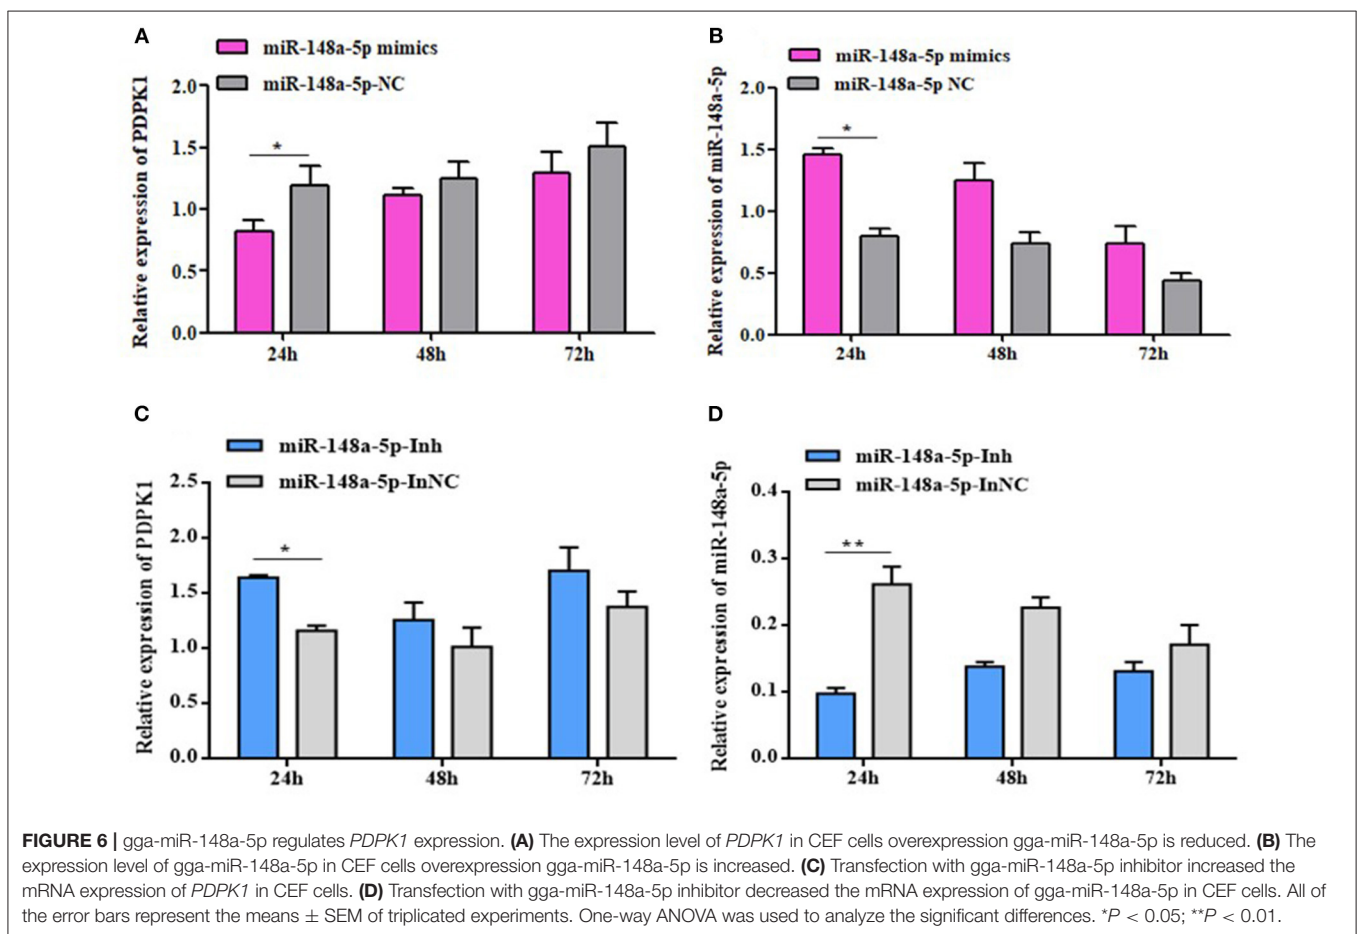 A
miR-148a-5p mimics
miR-148a-5p-NC
Relative expression of PDPK1
2.0
1.5
1.0
0.5
0.0
*
24h
48h
72h
B
miR-148a-5p mimics
miR-148a-5p NC
Relative expression of miR-148a-5p
2.0
1.5
1.0
0.5
0.0
*
24h
48h
72h
C
miR-148a-5p-Inh
miR-148a-5p-InNC
Relative expression of PDPK1
2.5
2.0
1.5
1.0
0.5
0.0
*
24h
48h
72h
D
miR-148a-5p-Inh
miR-148a-5p-InNC
Relative expression of miR-148a-5p
0.4
0.3
0.2
0.1
0.0
**
24h
48h
72h
FIGURE 6 | gga-miR-148a-5p regulates PDPK1 expression. (A) The expression level of PDPK1 in CEF cells overexpression gga-miR-148a-5p is reduced. (B) The
expression level of gga-miR-148a-5p in CEF cells overexpression gga-miR-148a-5p is increased. (C) Transfection with gga-miR-148a-5p inhibitor increased the
mRNA expression of PDPK1 in CEF cells. (D) Transfection with gga-miR-148a-5p inhibitor decreased the mRNA expression of gga-miR-148a-5p in CEF cells. All of
the error bars represent the means ± SEM of triplicated experiments. One-way ANOVA was used to analyze the significant differences. *P < 0.05; **P < 0.01.